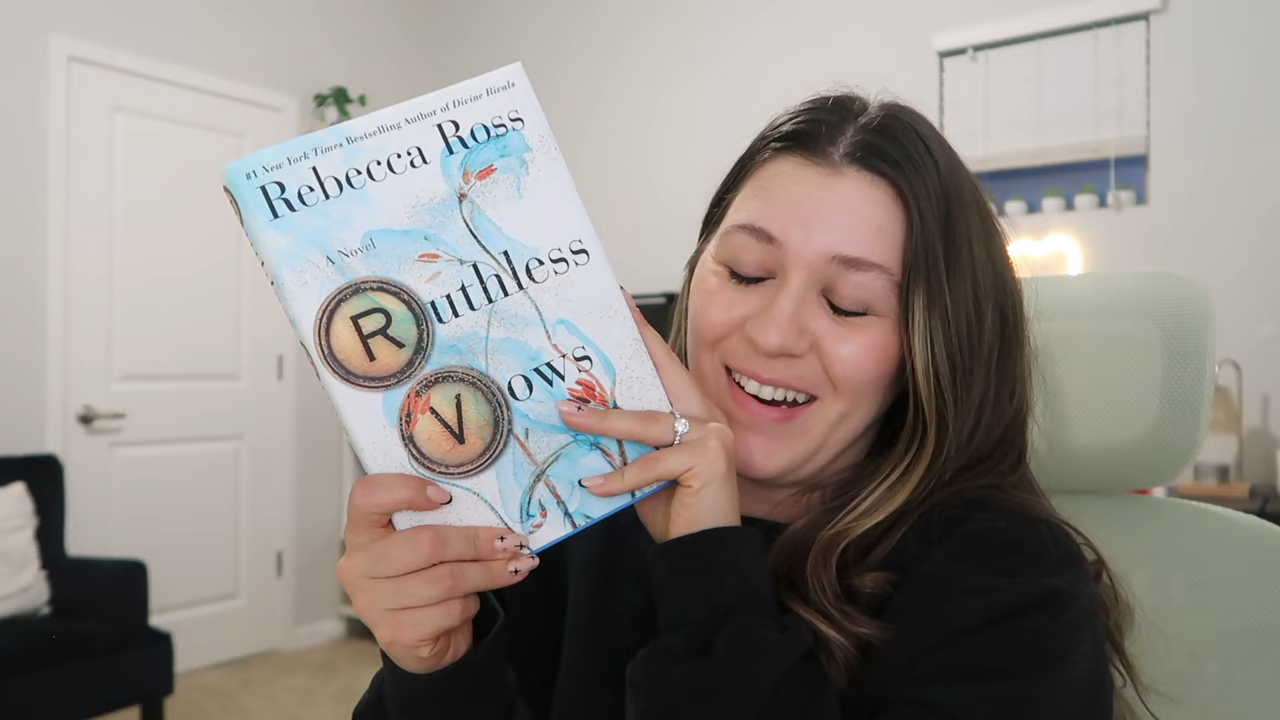 #1 New York Times Bestselling Author of Divine Rivals
Rebecca Ross
A Novel
Ruthless
Vows